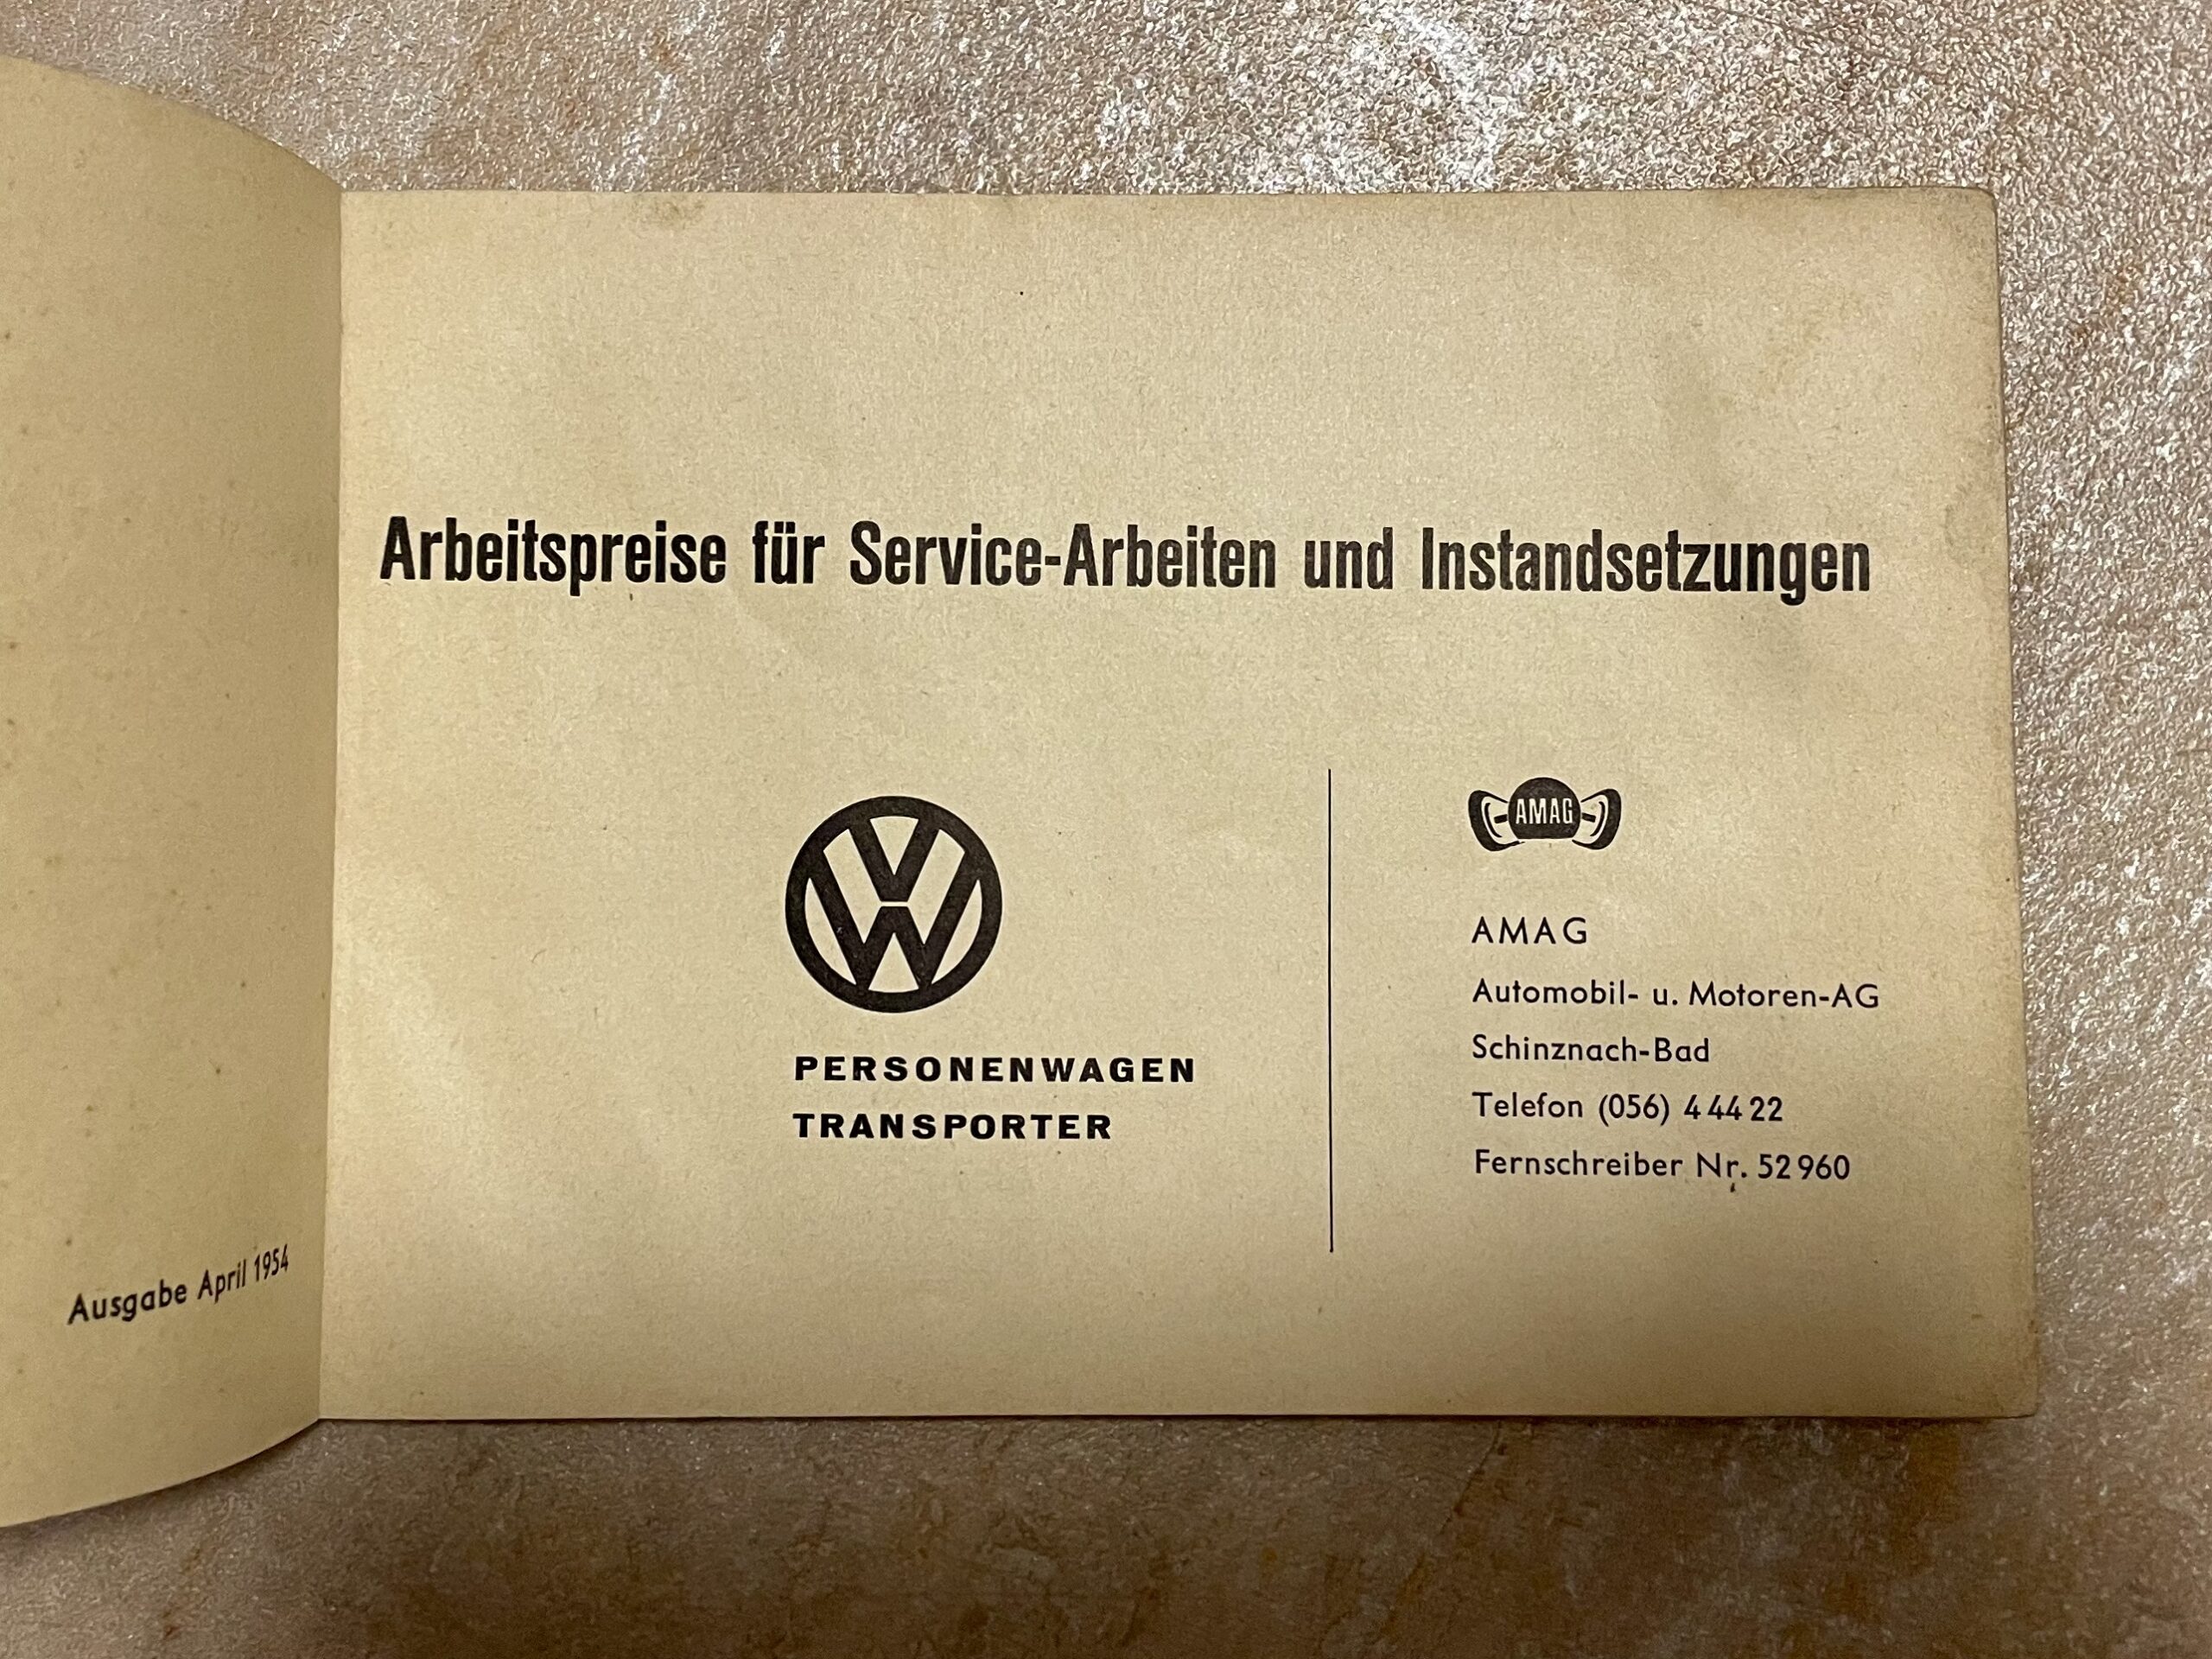 Ausgabe April 1954
Arbeitspreise für Service-Arbeiten und Instandsetzungen
VW
PERSONENWAGEN
TRANSPORTER
AMAG
AMAG
Automobil- u. Motoren-AG
Schinznach-Bad
Telefon (056) 4 44 22
Fernschreiber Nr. 52 960